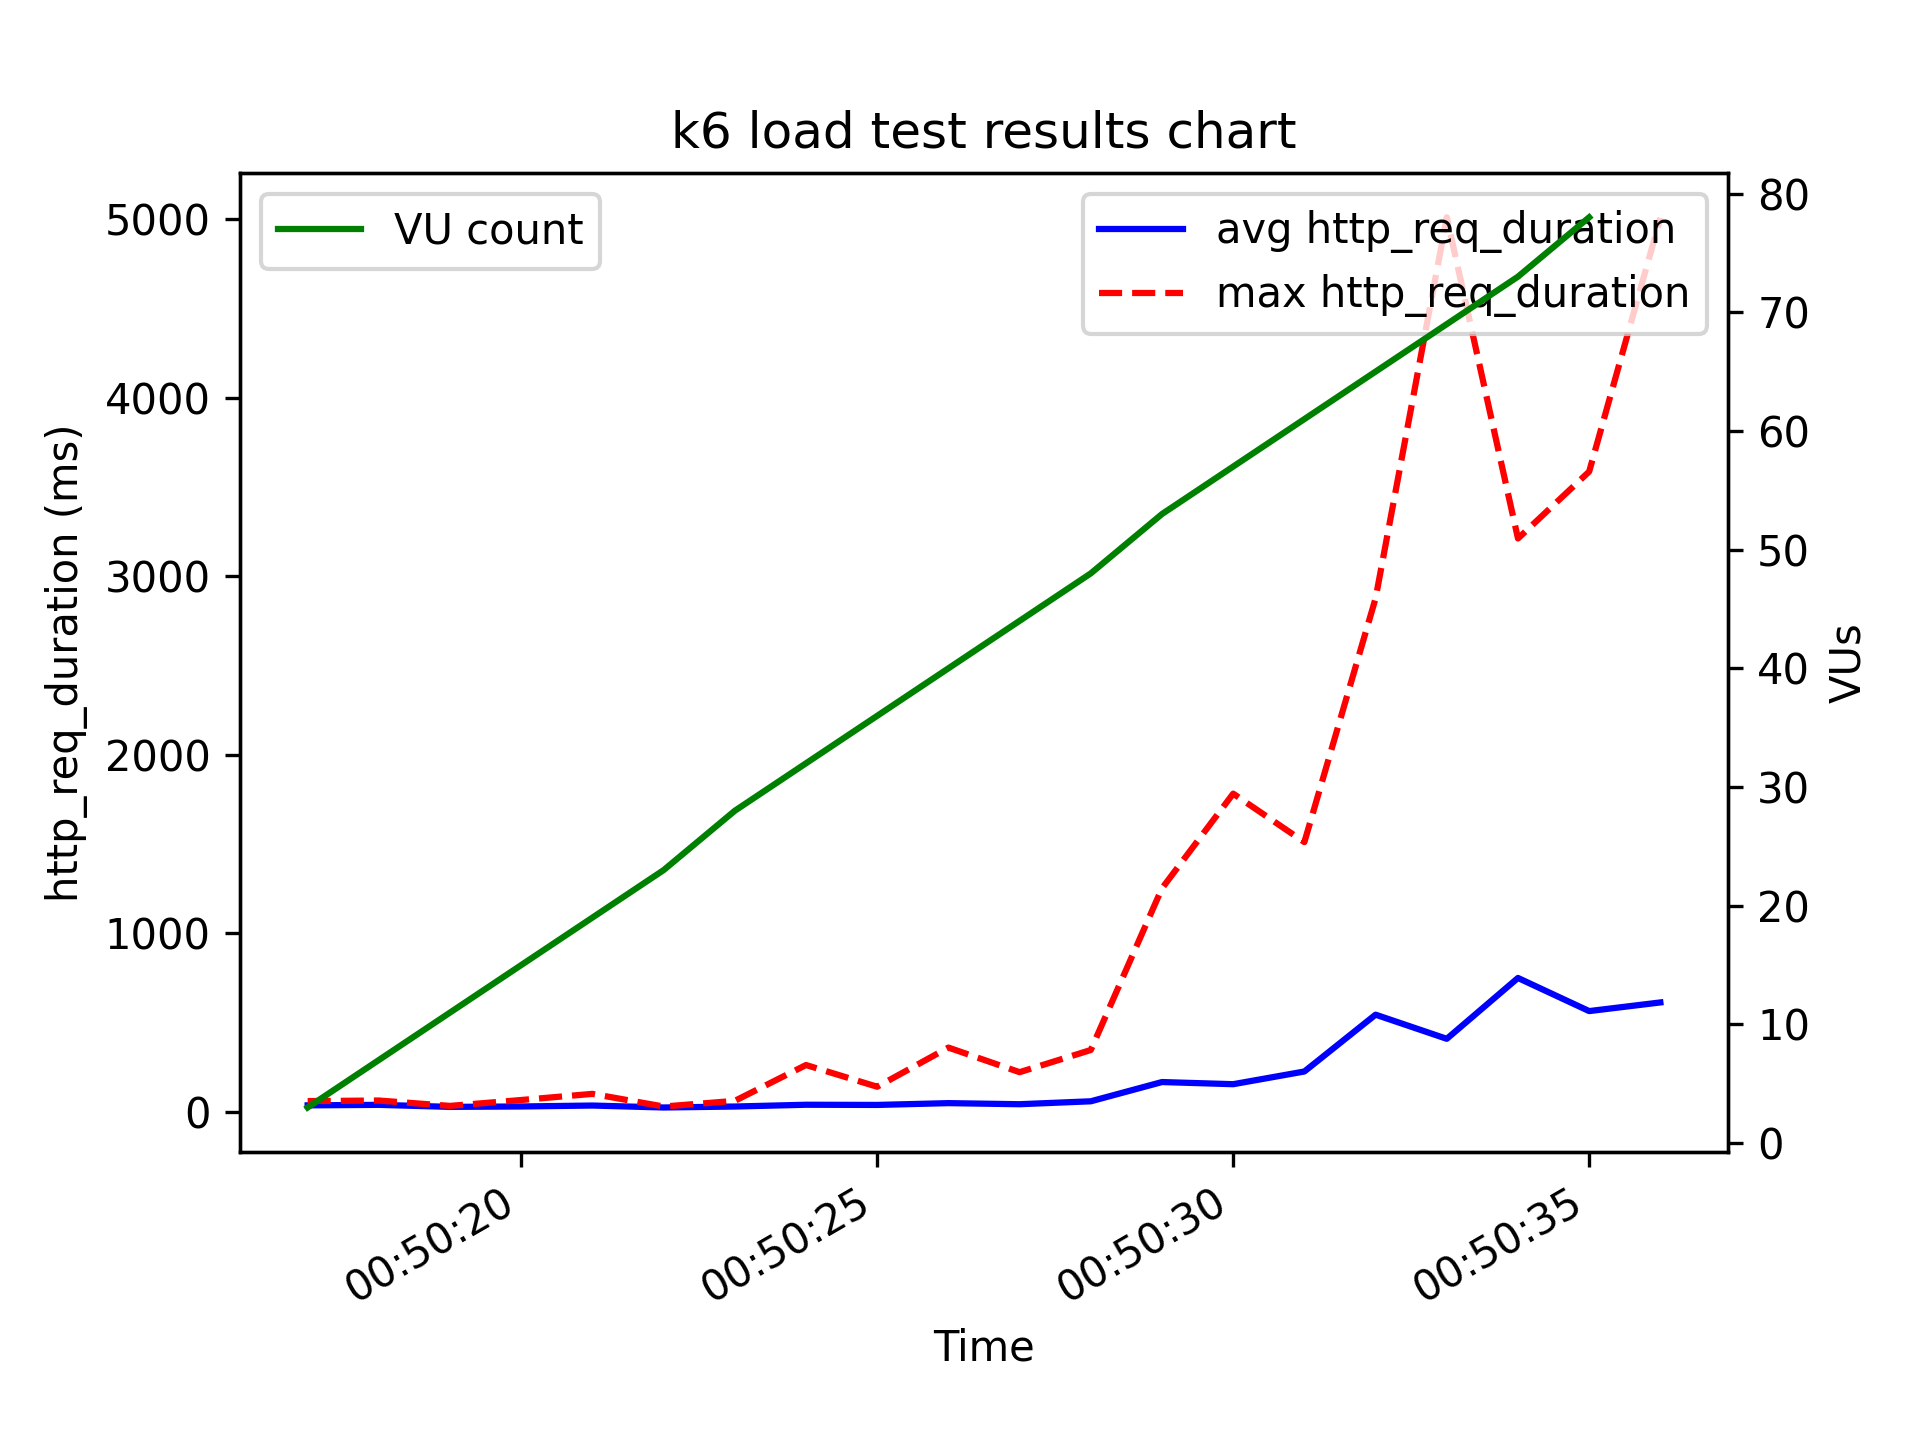 k6 load test results chart
VU count
avg http_req_duration
max http_req_duration
http_req_duration (ms)
5000
4000
3000
2000
1000
0
80
70
60
50
40
30
20
10
0
VUs
00:50:20
00:50:25
00:50:30
00:50:35
Time